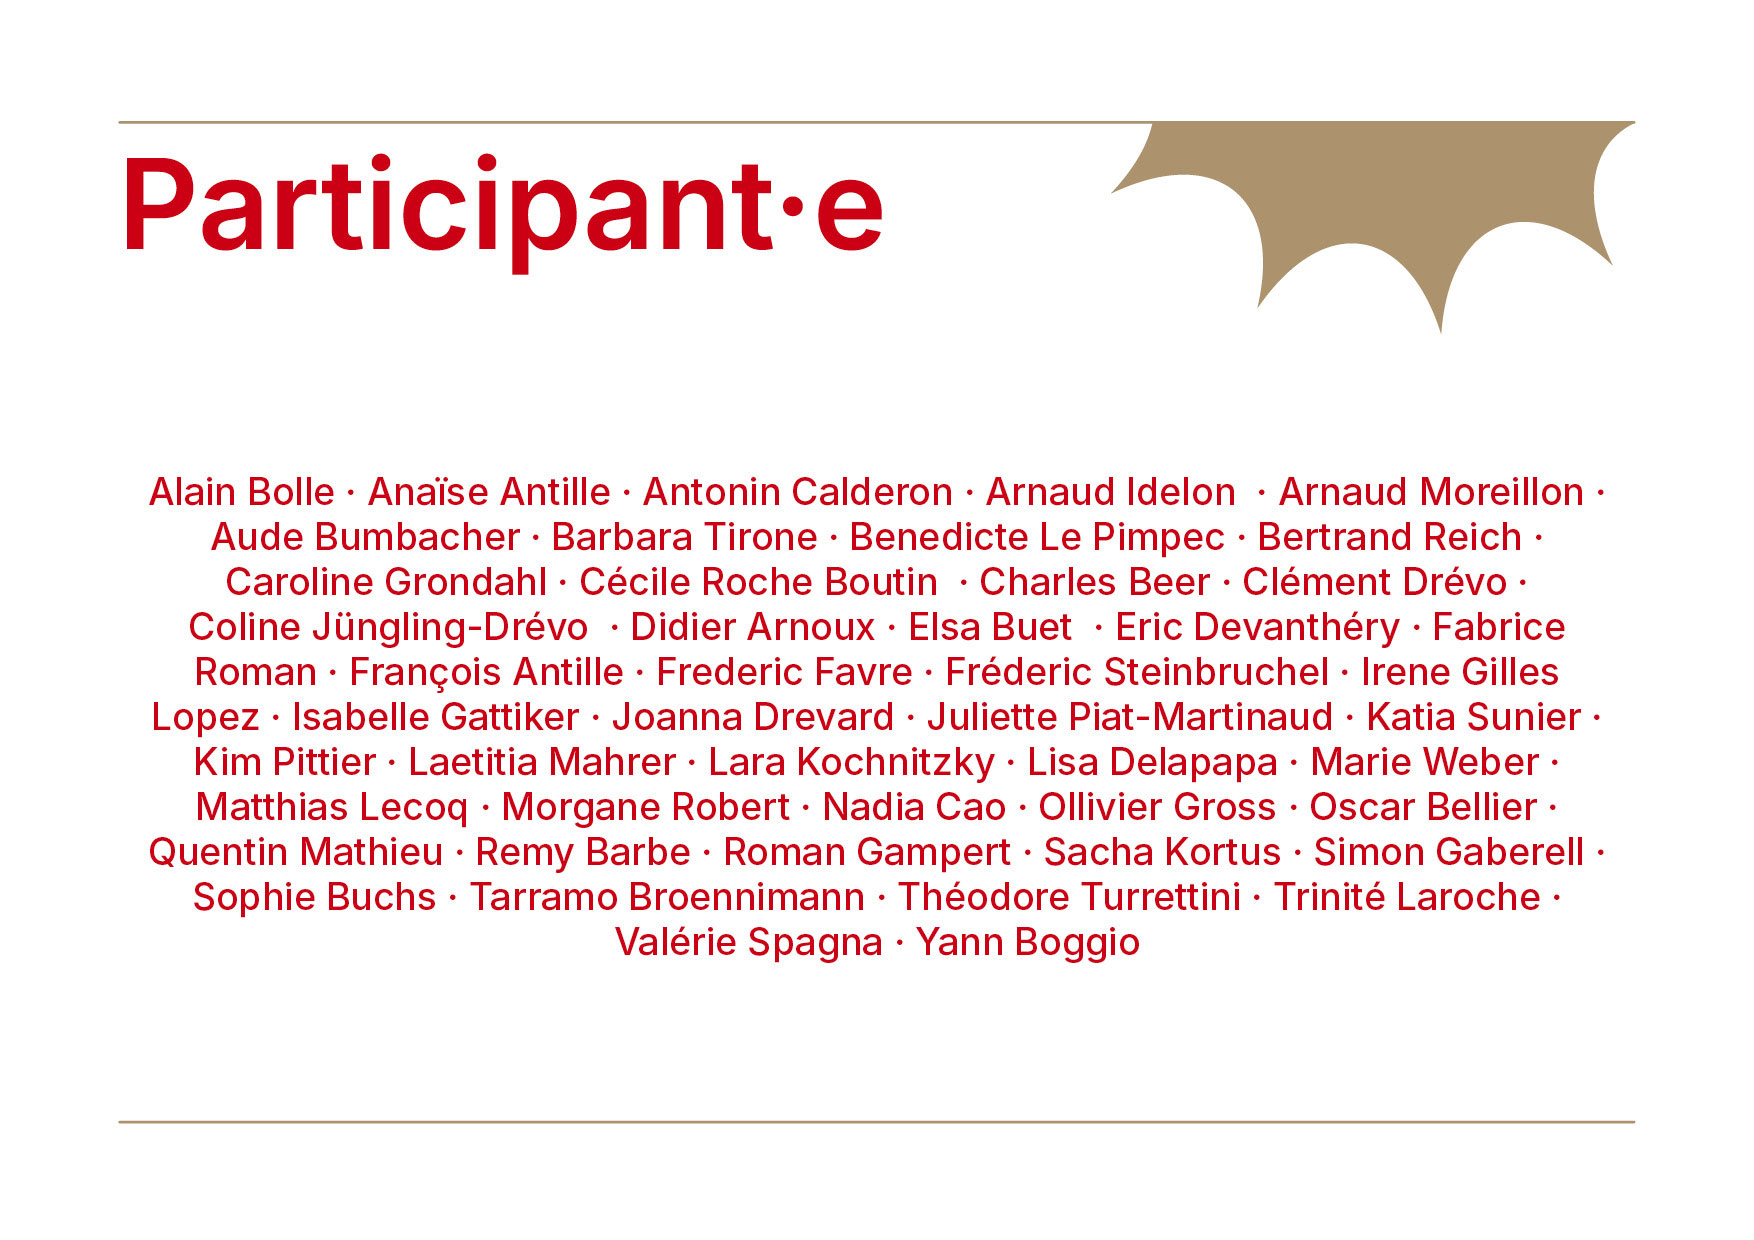 Participant·e
Alain Bolle · Anaïse Antille · Antonin Calderon · Arnaud Idelon  · Arnaud Moreillon ·
Aude Bumbacher · Barbara Tirone · Benedicte Le Pimpec · Bertrand Reich ·
Caroline Grondahl · Cécile Roche Boutin  · Charles Beer · Clément Drévo ·
Coline Jüngling-Drévo  · Didier Arnoux · Elsa Buet  · Eric Devanthéry · Fabrice
Roman · François Antille · Frederic Favre · Fréderic Steinbruchel · Irene Gilles
Lopez · Isabelle Gattiker · Joanna Drevard · Juliette Piat-Martinaud · Katia Sunier ·
Kim Pittier · Laetitia Mahrer · Lara Kochnitzky · Lisa Delapapa · Marie Weber ·
Matthias Lecoq · Morgane Robert · Nadia Cao · Ollivier Gross · Oscar Bellier ·
Quentin Mathieu · Remy Barbe · Roman Gampert · Sacha Kortus · Simon Gaberell ·
Sophie Buchs · Tarramo Broennimann · Théodore Turrettini · Trinité Laroche ·
Valérie Spagna · Yann Boggio